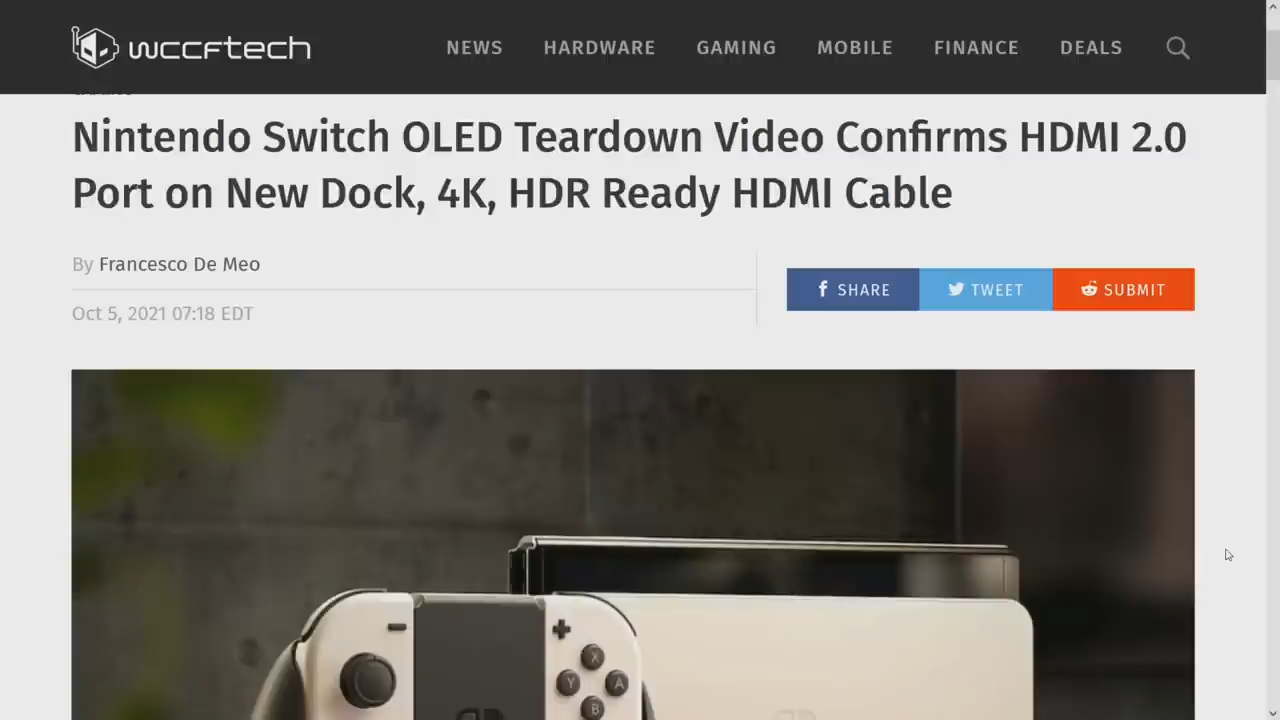 wccftech
NEWS
HARDWARE
GAMING
MOBILE
FINANCE
DEALS
Nintendo Switch OLED Teardown Video Confirms HDMI 2.0
Port on New Dock, 4K, HDR Ready HDMI Cable
By Francesco De Meo
Oct 5, 2021 07:18 EDT
SHARE
TWEET
SUBMIT
X
Y
A
B